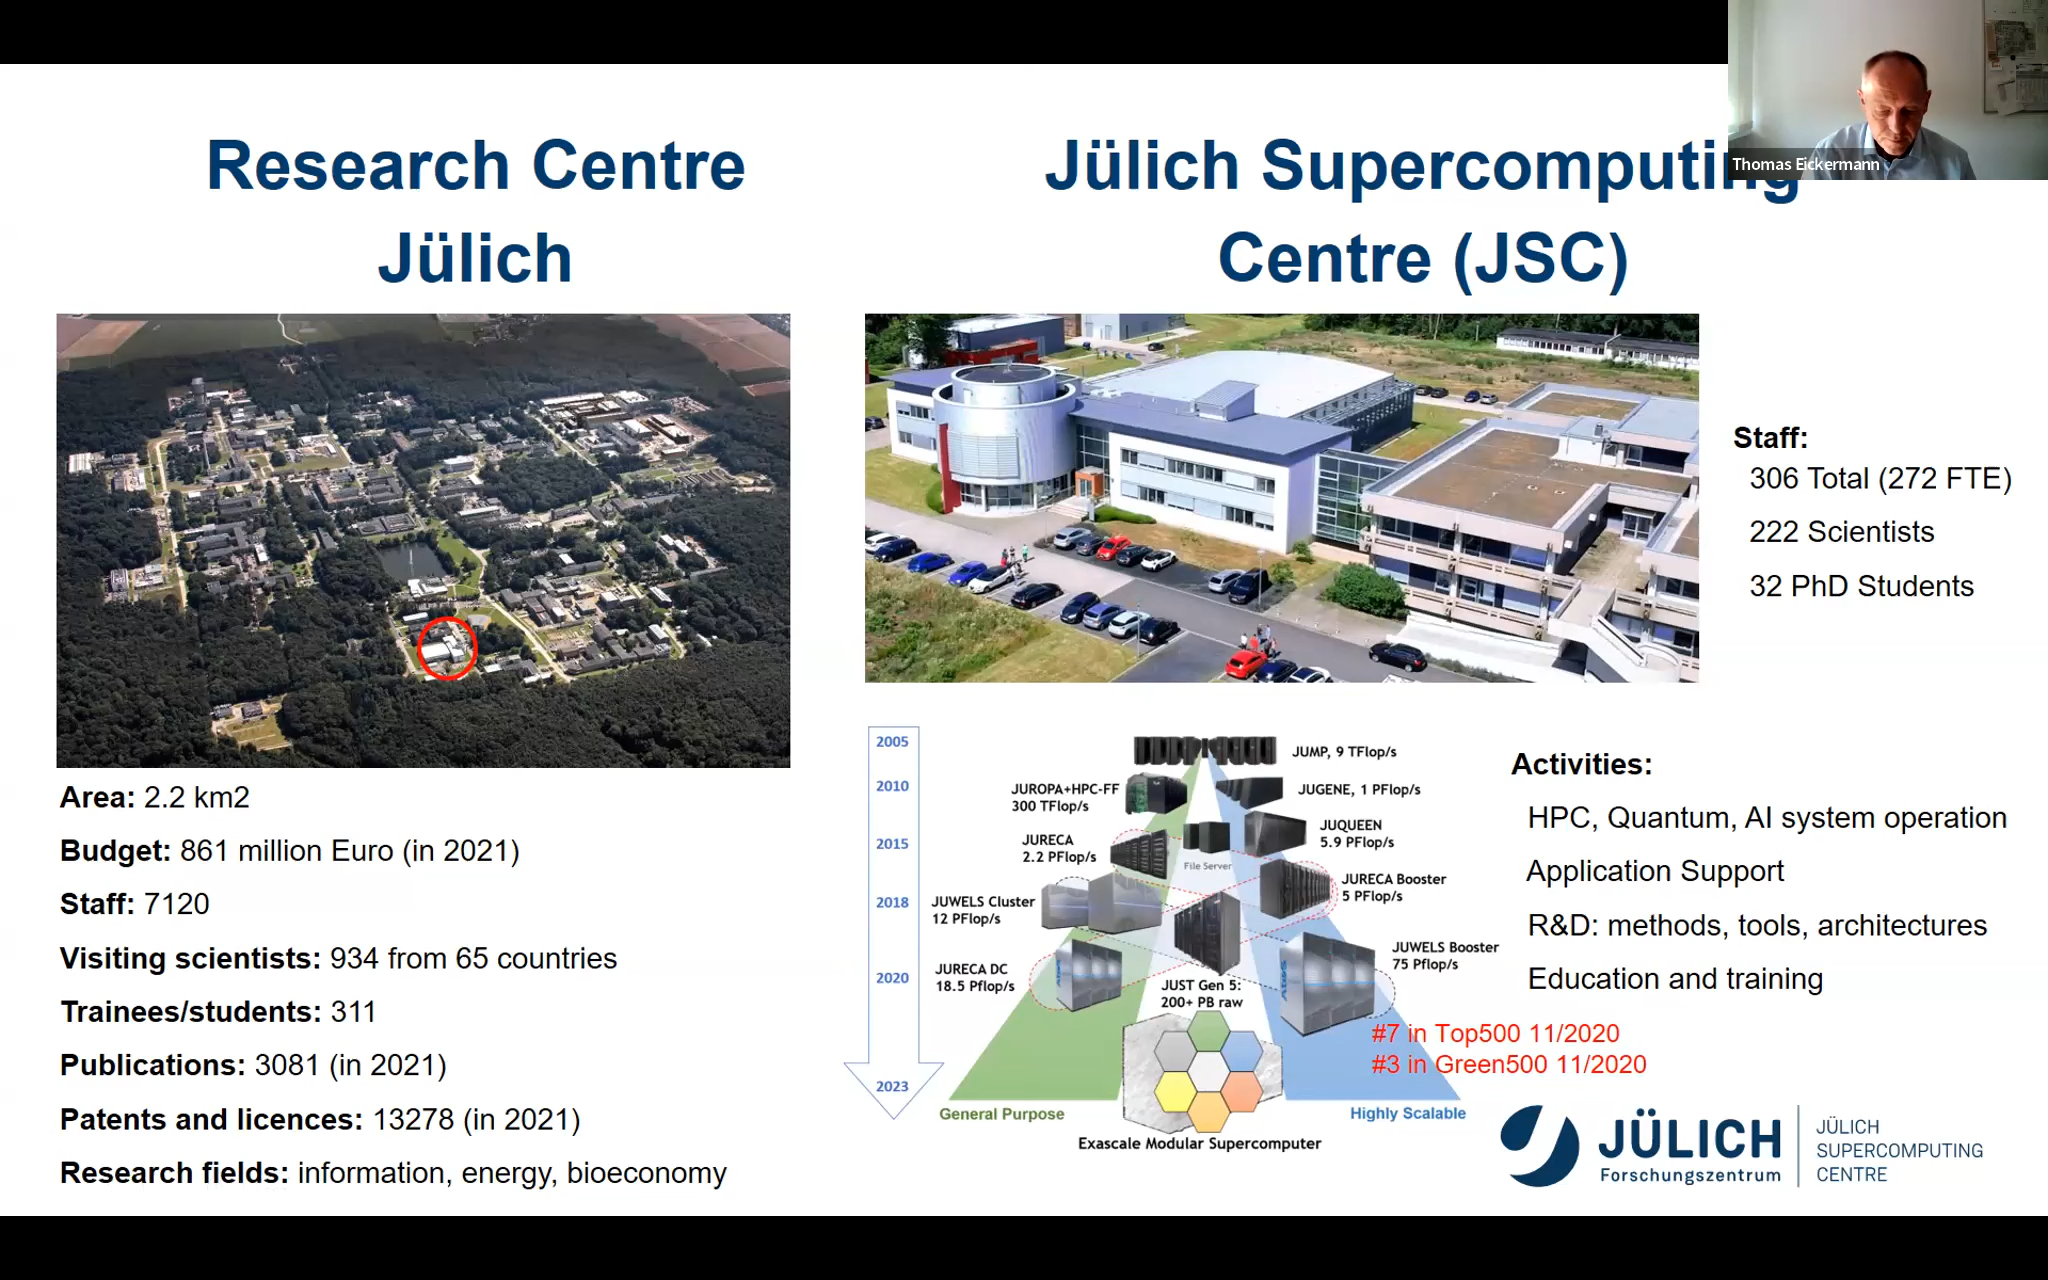 Research Centre
Jülich
Jülich Supercomputing
Centre (JSC)
Thomas Eickermann
Area: 2.2 km2
Budget: 861 million Euro (in 2021)
Staff: 7120
Visiting scientists: 934 from 65 countries
Trainees/students: 311
Publications: 3081 (in 2021)
Patents and licences: 13278 (in 2021)
Research fields: information, energy, bioeconomy
Staff:
306 Total (272 FTE)
222 Scientists
32 PhD Students
2005
2010
2015
2018
2020
2023
JUMP, 9 TFlop/s
JUROPA+HPC-FF
300 TFlop/s
JUGENE, 1 PFlop/s
JURECA
2.2 PFlop/s
File Server
JUQUEEN
5.9 PFlop/s
JUWELS Cluster
12 PFlop/s
JURECA Booster
5 PFlop/s
JURECA DC
18.5 Pflop/s
JUST Gen 5:
200+ PB raw
JUWELS Booster
75 Pflop/s
General Purpose
Highly Scalable
Exascale Modular Supercomputer
#7 in Top500 11/2020
#3 in Green500 11/2020
Activities:
HPC, Quantum, AI system operation
Application Support
R&D: methods, tools, architectures
Education and training
JÜLICH
Forschungszentrum
JÜLICH
SUPERCOMPUTING
CENTRE